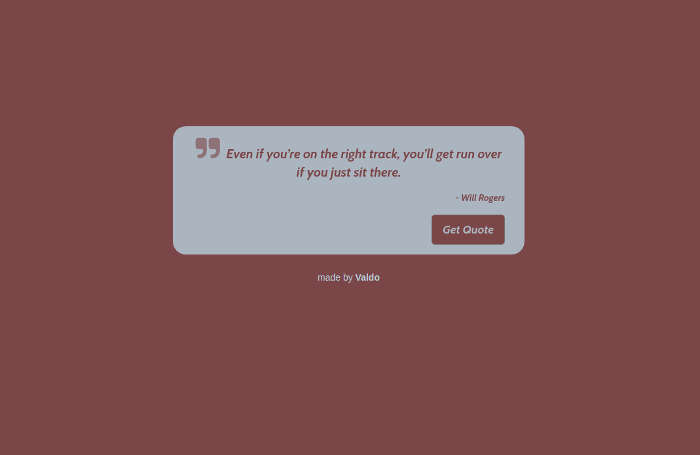 Even if you're on the right track, you'll get run over
if you just sit there.
- Will Rogers
Get Quote
made by Valdo